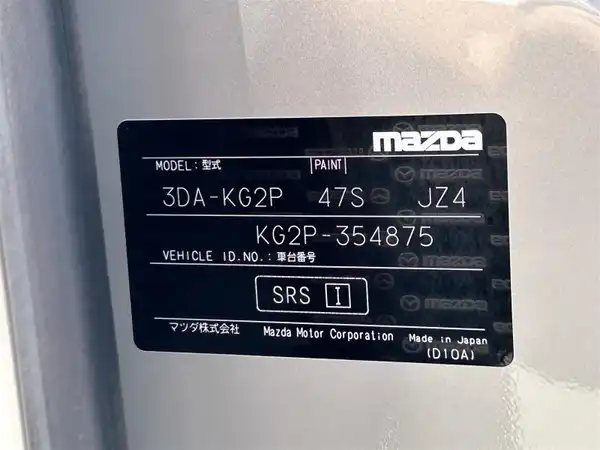 mazda
MODEL:型式 PAINT
3DA-KG2P 47S JZ4
KG2P-354875
VEHICLE ID.NO.:車台番号
SRS I
マツダ株式会社 Mazda Motor Corporation Made in Japan
(D10A)